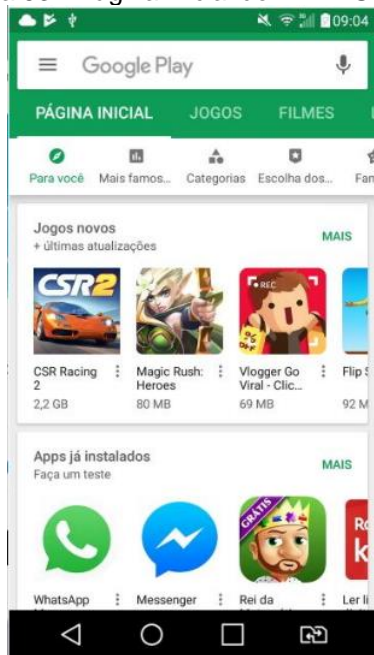 09:04
Google Play
PÁGINA INICIAL JOGOS FILMES
Para você Mais famos... Categorias Escolha dos... Fan
Jogos novos
+ últimas atualizações
MAIS
CSR2
REC
CSR Racing 2
Magic Rush: Heroes
Vlogger Go Viral - Clic...
Flip S
2,2 GB 80 MB 69 MB 92 M
Apps já instalados
Faça um teste
MAIS
GRÁTIS
WhatsApp Messenger Rei da Ler li